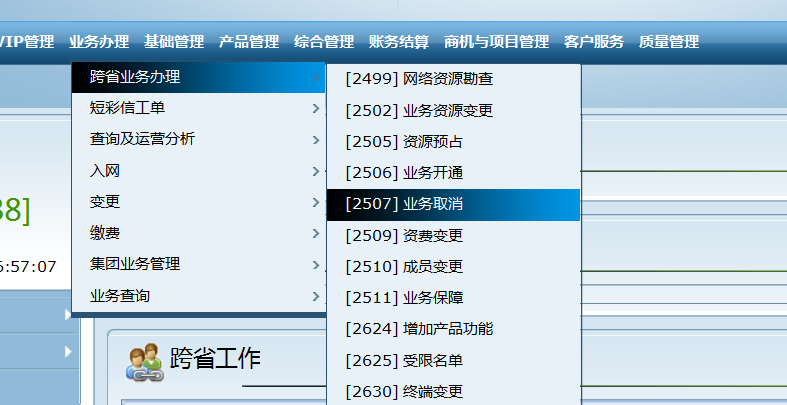 VIP管理 业务办理 基础管理 产品管理 综合管理 账务结算 商机与项目管理 客户服务 质量管理
跨省业务办理
短彩信工单
查询及运营分析
入网
变更
缴费
集团业务管理
业务查询
[2499] 网络资源勘查
[2502] 业务资源变更
[2505] 资源预占
[2506] 业务开通
[2507] 业务取消
[2509] 资费变更
[2510] 成员变更
[2511] 业务保障
[2624] 增加产品功能
[2625] 受限名单
[2630] 终端变更
8]
:57:07
跨省工作